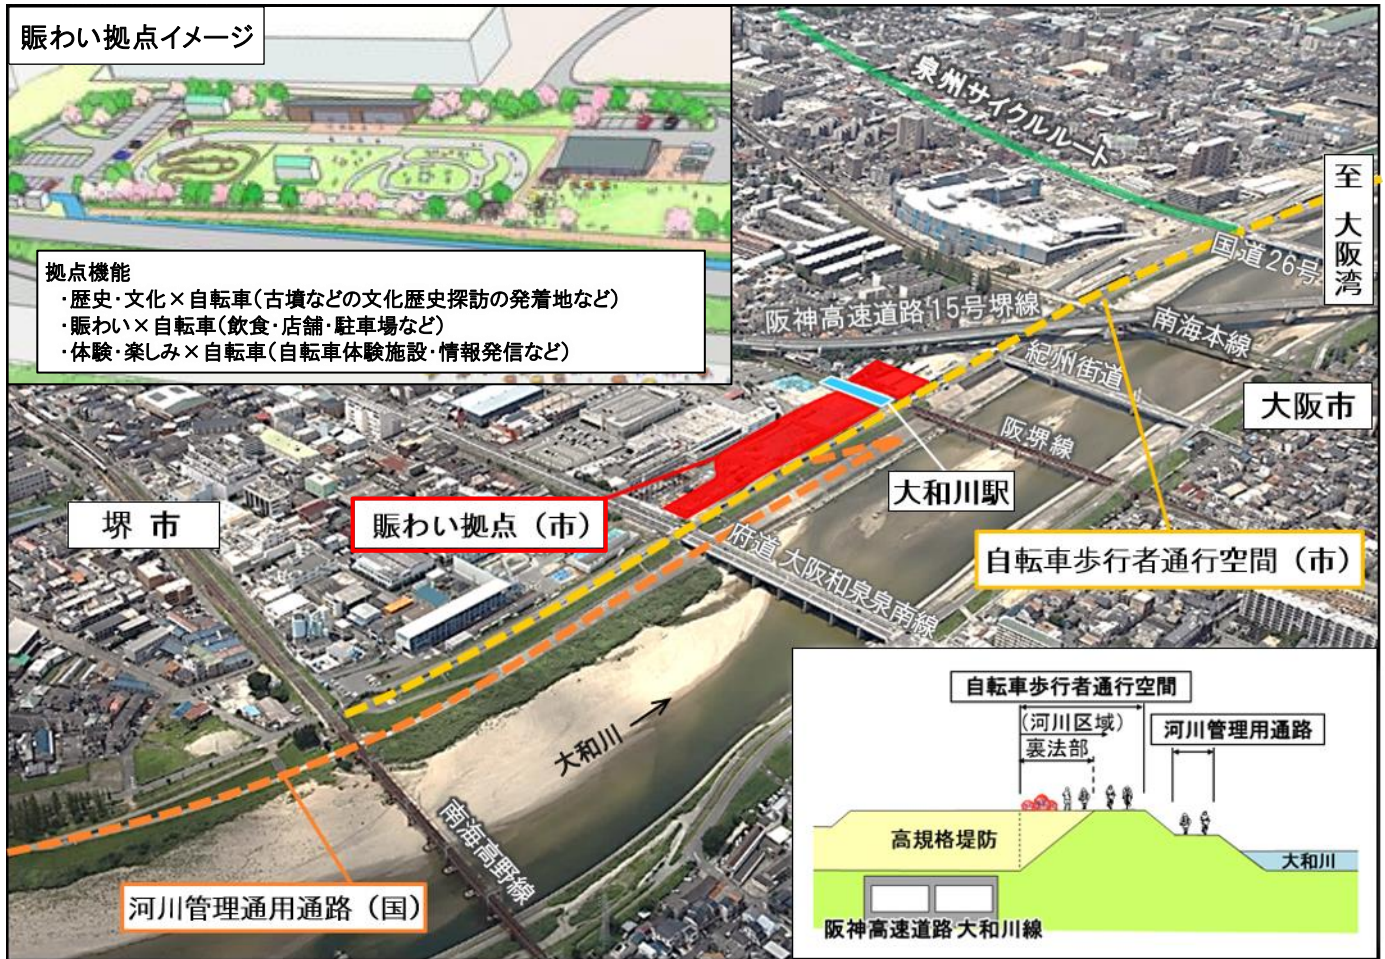 賑わい拠点イメージ
拠点機能
・歴史・文化×自転車（古墳などの文化歴史探訪の発着地など）
・賑わい×自転車（飲食・店舗・駐車場など）
・体験・楽しみ×自転車（自転車体験施設・情報発信など）
泉州サイクルルート
至 大阪湾
国道26号
阪神高速道路15号堺線
南海本線
紀州街道
大阪市
阪堺線
大和川駅
堺 市
賑わい拠点（市）
府道 大阪和泉泉南線
自転車歩行者通行空間（市）
大和川
南海高野線
河川管理通用通路（国）
自転車歩行者通行空間
（河川区域）
裏法部
河川管理用通路
高規格堤防
大和川
阪神高速道路 大和川線